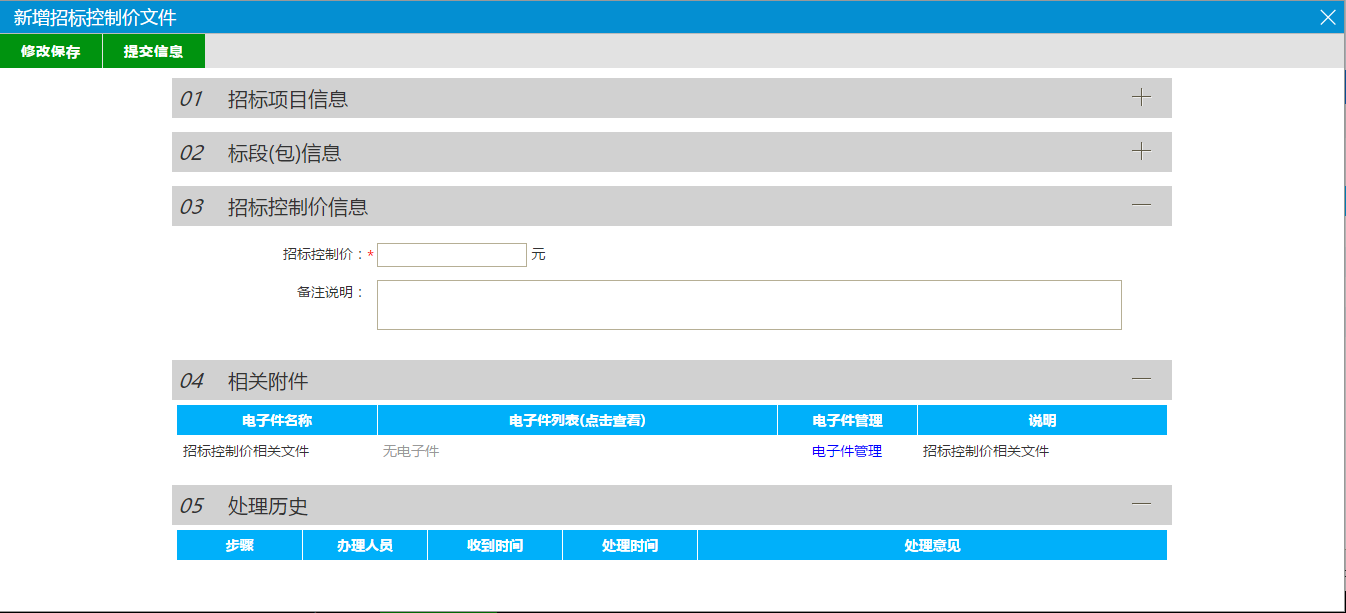 新增招标控制价文件
修改保存 提交信息
01 招标项目信息
02 标段(包)信息
03 招标控制价信息
招标控制价：* 元
备注说明：
04 相关附件
电子件名称 电子件列表(点击查看) 电子件管理 说明
招标控制价相关文件 无电子件 电子件管理 招标控制价相关文件
05 处理历史
步骤 办理人员 收到时间 处理时间 处理意见